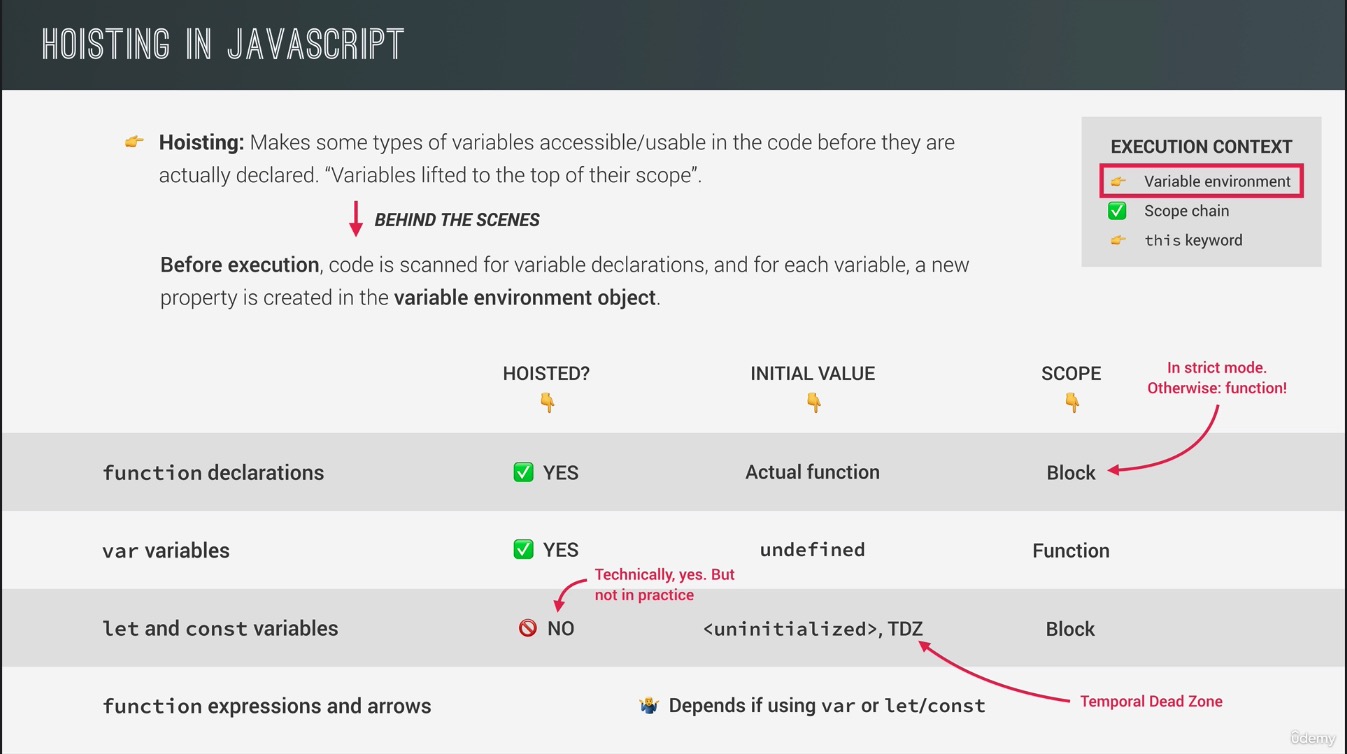 HOISTING IN JAVASCRIPT
👉 Hoisting: Makes some types of variables accessible/usable in the code before they are
actually declared. “Variables lifted to the top of their scope”.
BEHIND THE SCENES
Before execution, code is scanned for variable declarations, and for each variable, a new
property is created in the variable environment object.
EXECUTION CONTEXT
👉 Variable environment
✅ Scope chain
👉 this keyword
HOISTED? INITIAL VALUE SCOPE
👇 👇 👇
In strict mode.
Otherwise: function!
function declarations ✅ YES Actual function Block
var variables ✅ YES undefined Function
Technically, yes. But
not in practice
let and const variables 🚫 NO <uninitialized>, TDZ Block
function expressions and arrows 🤷‍♂️ Depends if using var or let/const
Temporal Dead Zone
ûdemy